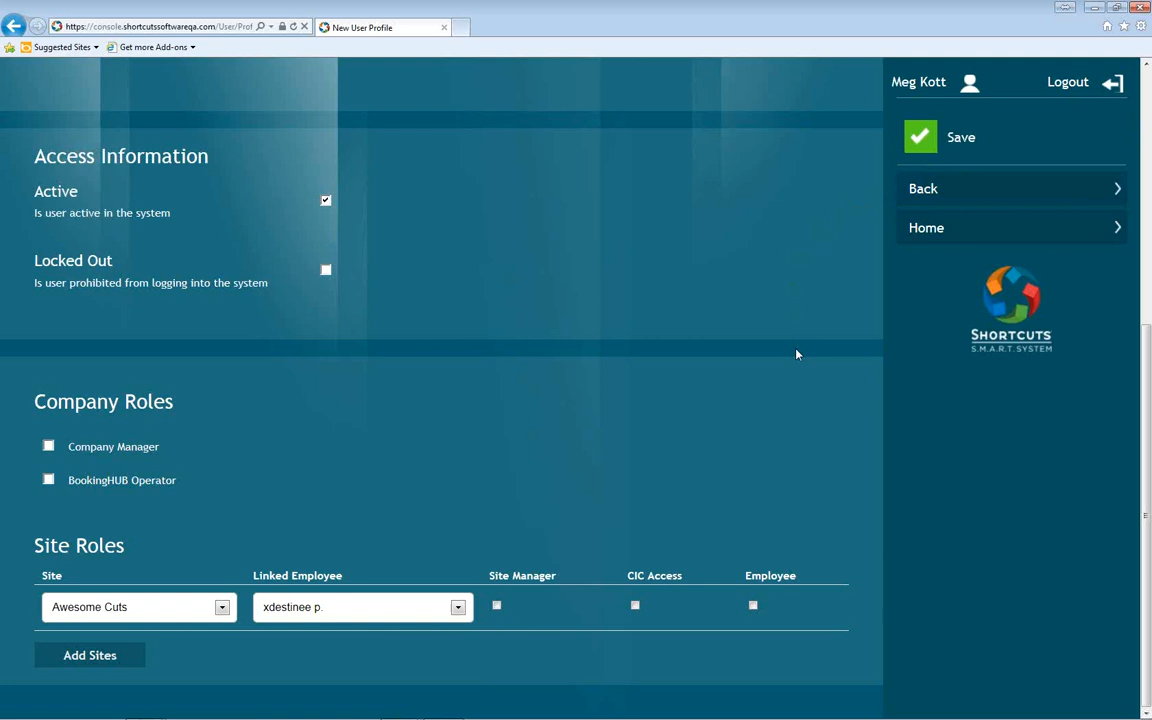 https://console.shortcutssoftwareqa.com/User/Prof
New User Profile
Suggested Sites
Get more Add-ons
Meg Kott
Logout
Save
Back
Home
SHORTCUTS
S.M.A.R.T. SYSTEM
Access Information
Active
Is user active in the system
Locked Out
Is user prohibited from logging into the system
Company Roles
Company Manager
BookingHUB Operator
Site Roles
Site Linked Employee Site Manager CIC Access Employee
Awesome Cuts xdestinee p.
Add Sites